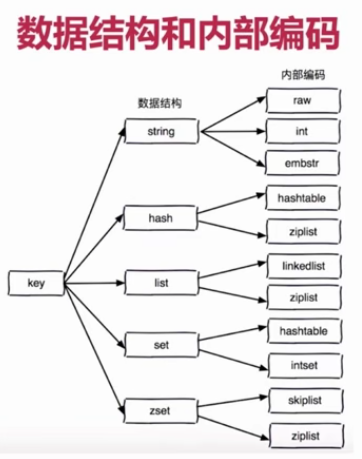 数据结构和内部编码
内部编码
数据结构
raw
string
int
embstr
hashtable
hash
ziplist
linkedlist
key
list
ziplist
hashtable
set
intset
skiplist
zset
ziplist